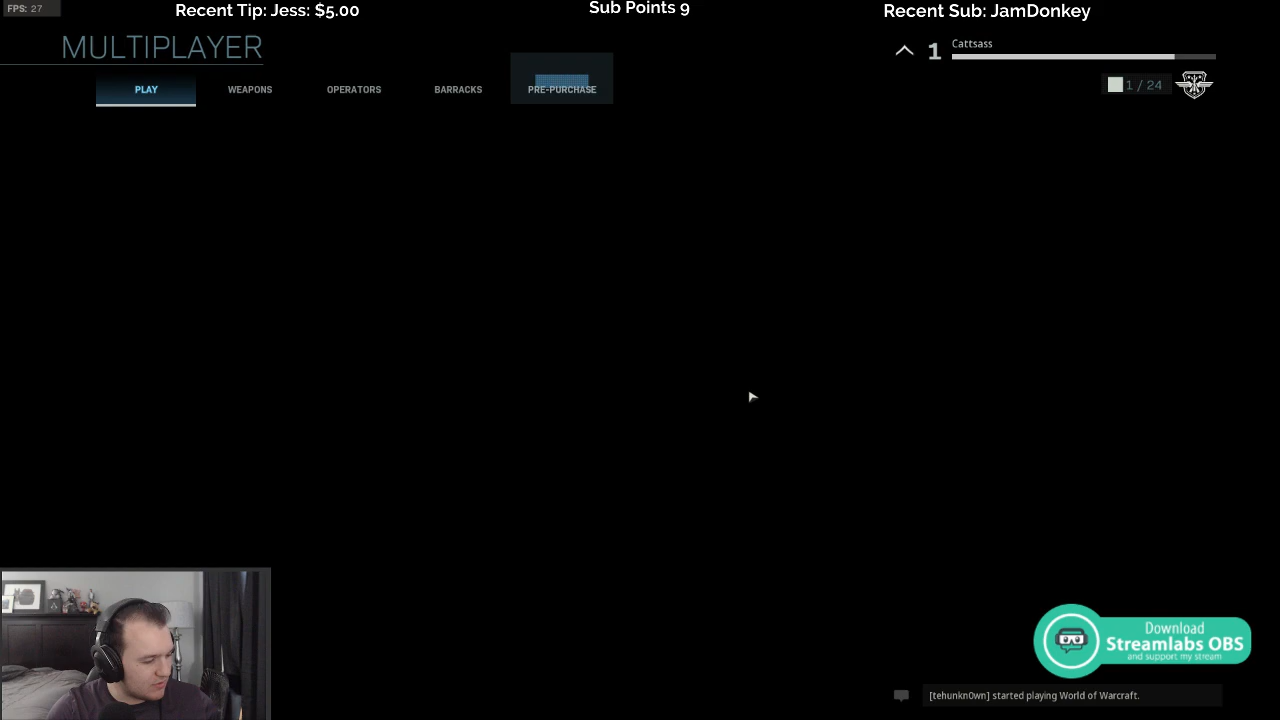 FPS: 27
Recent Tip: Jess: $5.00
Sub Points 9
Recent Sub: JamDonkey
MULTIPLAYER
1
Cattsass
PLAY
WEAPONS
OPERATORS
BARRACKS
PRE-PURCHASE
1 / 24
Download
Streamlabs OBS
and support my stream
[tehunkn0wn] started playing World of Warcraft.